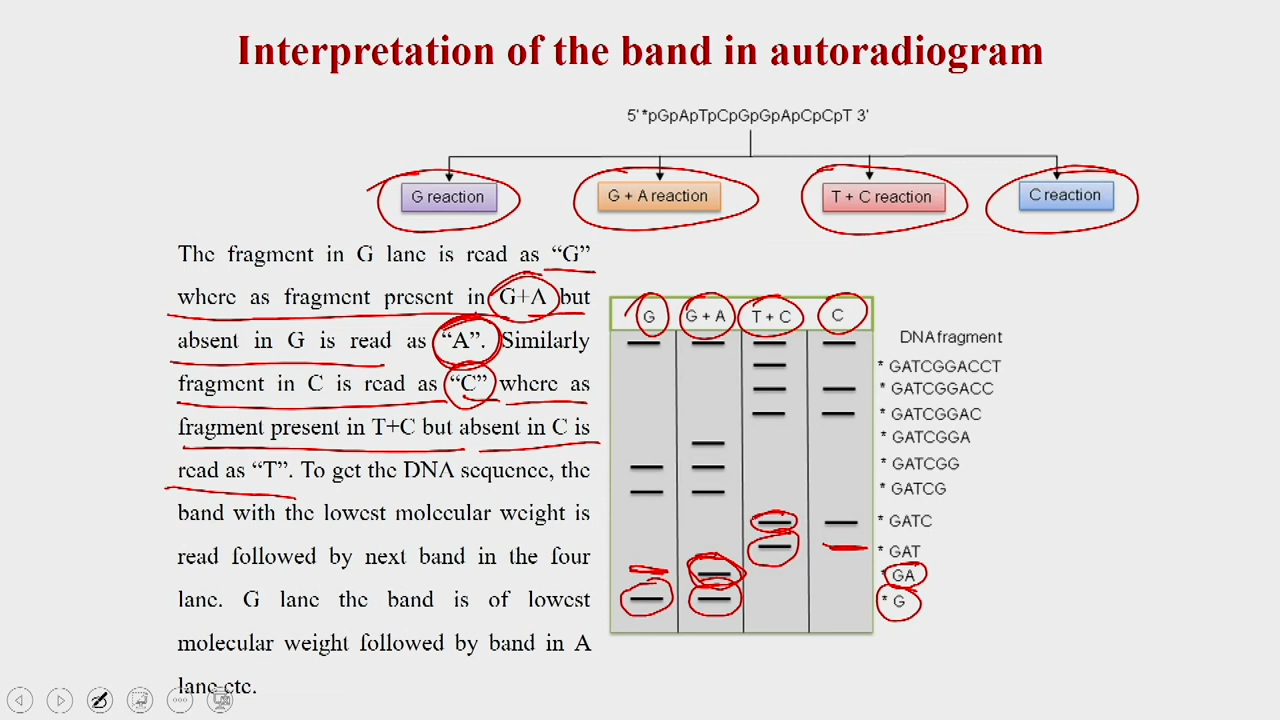 Interpretation of the band in autoradiogram
5' *pGpApTpCpGpGpApCpCpT 3'
G reaction
G + A reaction
T + C reaction
C reaction
The fragment in G lane is read as “G”
where as fragment present in G+A but
absent in G is read as “A”. Similarly
fragment in C is read as “C” where as
fragment present in T+C but absent in C is
read as “T”. To get the DNA sequence, the
band with the lowest molecular weight is
read followed by next band in the four
lane. G lane the band is of lowest
molecular weight followed by band in A
lane etc.
G
G + A
T + C
C
DNA fragment
* GATCGGACCT
* GATCGGACC
* GATCGGAC
* GATCGGA
* GATCGG
* GATCG
* GATC
* GAT
* GA
* G